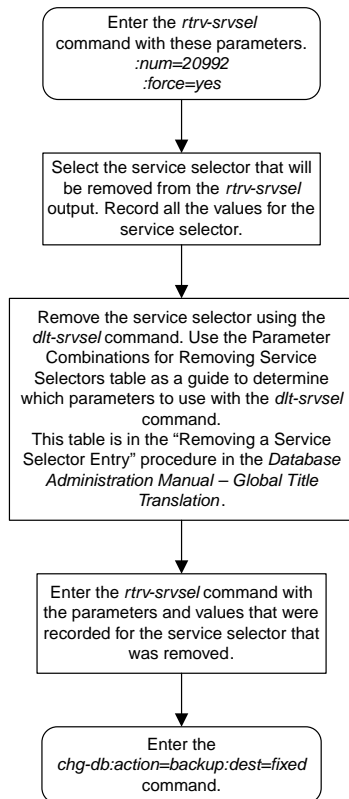 Enter the rtrv-srvsel
command with these parameters.
:num=20992
:force=yes
Select the service selector that will
be removed from the rtrv-srvsel
output. Record all the values for the
service selector.
Remove the service selector using the
dlt-srvsel command. Use the Parameter
Combinations for Removing Service
Selectors table as a guide to determine
which parameters to use with the dlt-srvsel
command.
This table is in the “Removing a Service
Selector Entry” procedure in the Database
Administration Manual – Global Title
Translation.
Enter the rtrv-srvsel command with
the parameters and values that were
recorded for the service selector that
was removed.
Enter the
chg-db:action=backup:dest=fixed
command.